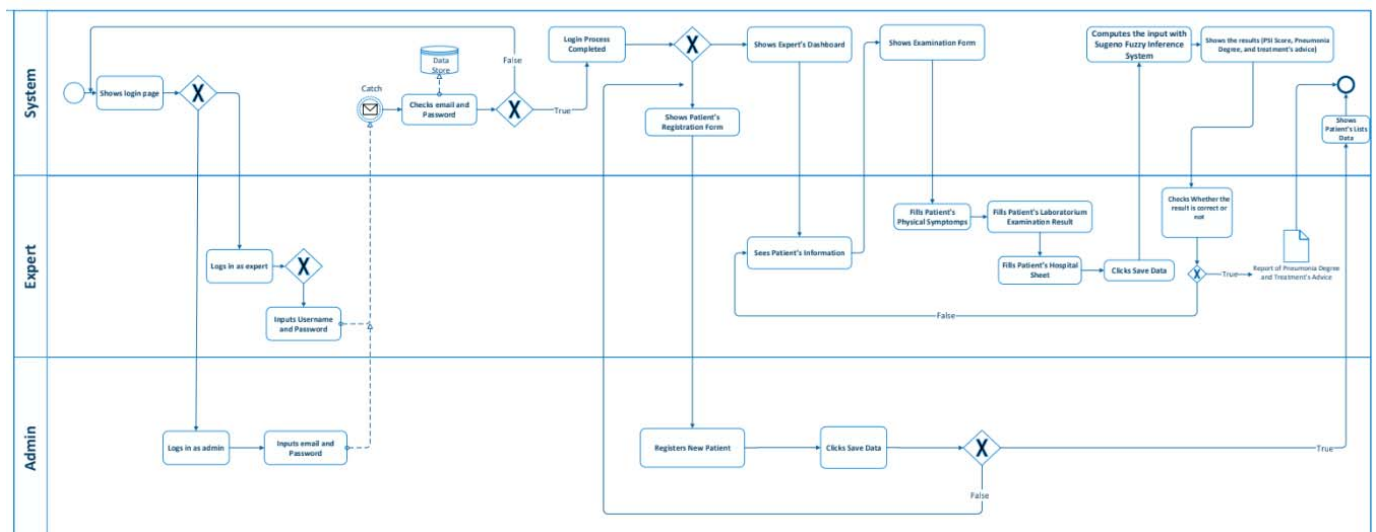 System
Shows login page
X
Catch
Data
Store
Checks email and
Password
X
False
True
Login Process
Completed
X
Shows Patient's
Registration Form
Shows Expert's Dashboard
Shows Examination Form
Computes the input with
Sugeno Fuzzy Inference
System
Shows the results (PSI Score, Pneumonia
Degree, and treatment's advice)
Shows
Patient's Lists
Data
Expert
Logs in as expert
X
Inputs Username
and Password
Sees Patient's Information
Fills Patient's
Physical Symptomps
Fills Patient's Laboratorium
Examination Result
Fills Patient's Hospital
Sheet
Clicks Save Data
Checks Whether the
result is correct or
not
X
True
False
Report of Pneumonia Degree
and Treatment's Advice
Admin
Logs in as admin
Inputs email and
Password
Registers New Patient
Clicks Save Data
X
True
False